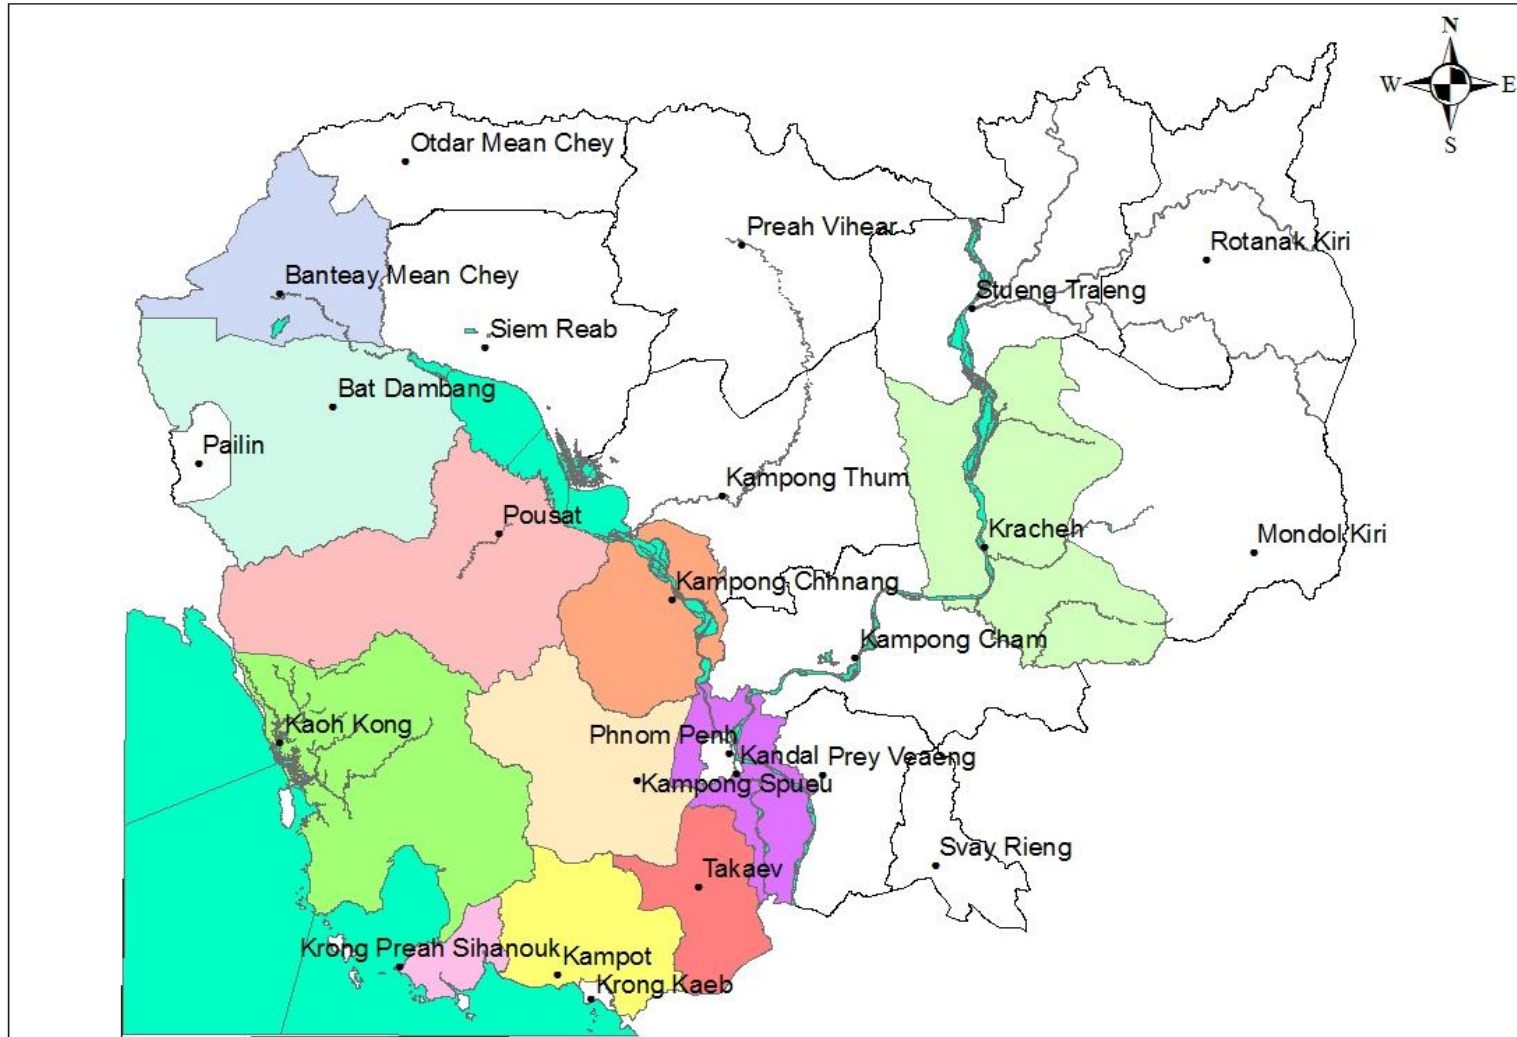 N
W E
S
Otdar Mean Chey
Preah Vihear
Rotanak Kiri
Banteay Mean Chey
Stueng Traeng
Siem Reab
Bat Dambang
Pailin
Kampong Thum
Pousat
Kracheh
Mondol Kiri
Kampong Chhnang
Kampong Cham
Kaoh Kong
Phnom Penh
Kandal
Prey Veaeng
Kampong Spueu
Svay Rieng
Takaev
Krong Preah Sihanouk
Kampot
Krong Kaeb